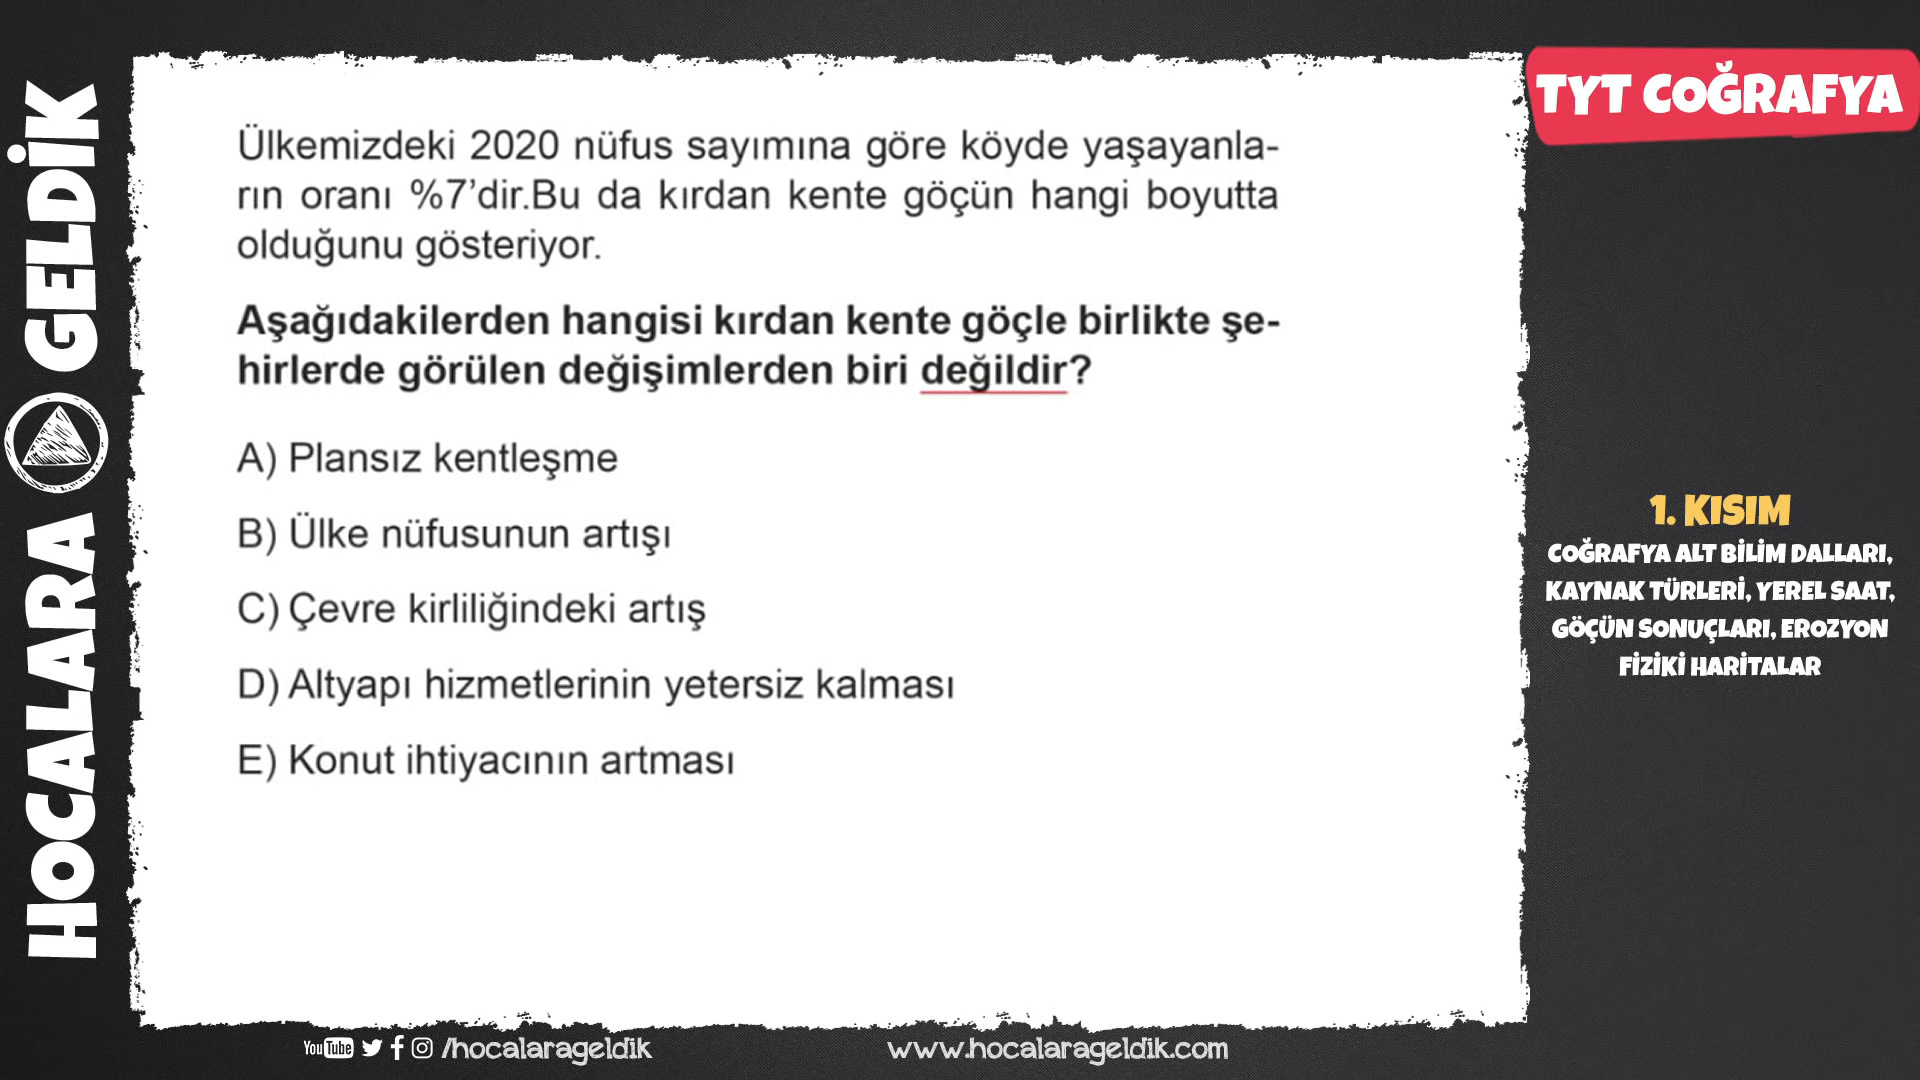 HOCALARA GELDİK
TYT COĞRAFYA
Ülkemizdeki 2020 nüfus sayımına göre köyde yaşayanla-
rın oranı %7’dir.Bu da kırdan kente göçün hangi boyutta
olduğunu gösteriyor.
Aşağıdakilerden hangisi kırdan kente göçle birlikte şe-
hirlerde görülen değişimlerden biri değildir?
A) Plansız kentleşme
B) Ülke nüfusunun artışı
C) Çevre kirliliğindeki artış
D) Altyapı hizmetlerinin yetersiz kalması
E) Konut ihtiyacının artması
1. KISIM
COĞRAFYA ALT BİLİM DALLARI,
KAYNAK TÜRLERİ, YEREL SAAT,
GÖÇÜN SONUÇLARI, EROZYON
FİZİKİ HARİTALAR
YouTube /hocalarageldik
www.hocalarageldik.com